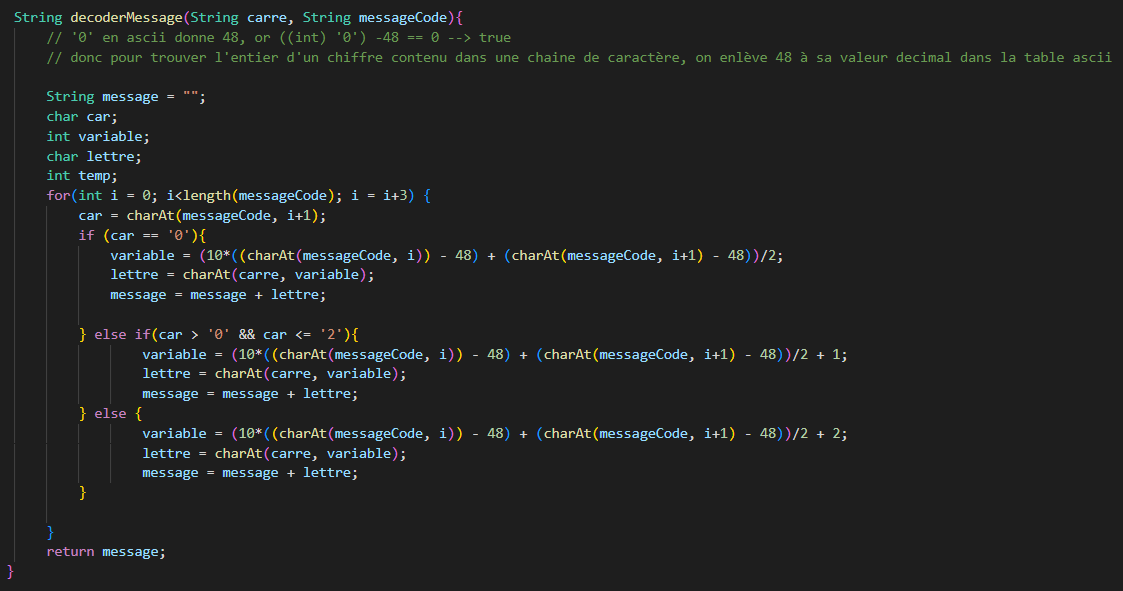 String decoderMessage(String carre, String messageCode){
// '0' en ascii donne 48, or ((int) '0') -48 == 0 --> true
// donc pour trouver l'entier d'un chiffre contenu dans une chaine de caractère, on enlève 48 à sa valeur decimal dans la table ascii
String message = "";
char car;
int variable;
char lettre;
int temp;
for(int i = 0; i<length(messageCode); i = i+3) {
car = charAt(messageCode, i+1);
if (car == '0'){
variable = (10*((charAt(messageCode, i)) - 48) + (charAt(messageCode, i+1) - 48))/2;
lettre = charAt(carre, variable);
message = message + lettre;
} else if(car > '0' && car <= '2'){
variable = (10*((charAt(messageCode, i)) - 48) + (charAt(messageCode, i+1) - 48))/2 + 1;
lettre = charAt(carre, variable);
message = message + lettre;
} else {
variable = (10*((charAt(messageCode, i)) - 48) + (charAt(messageCode, i+1) - 48))/2 + 2;
lettre = charAt(carre, variable);
message = message + lettre;
}
}
return message;
}